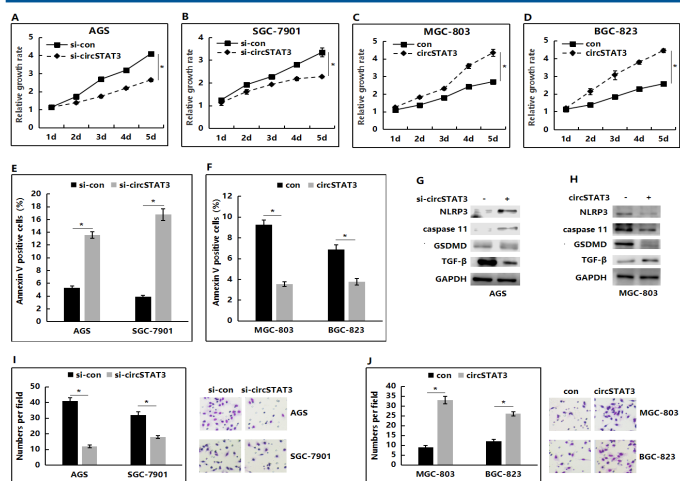 A
AGS
si-con
si-circSTAT3
Relative growth rate
5
4
3
2
1
0
*
1d 2d 3d 4d 5d
B
SGC-7901
si-con
si-circSTAT3
Relative growth rate
5
4
3
2
1
0
*
1d 2d 3d 4d 5d
C
MGC-803
con
circSTAT3
Relative growth rate
6
5
4
3
2
1
0
*
1d 2d 3d 4d 5d
D
BGC-823
con
circSTAT3
Relative growth rate
6
5
4
3
2
1
0
*
1d 2d 3d 4d 5d
E
si-con si-circSTAT3
Annexin V positive cells (%)
20
18
16
14
12
10
8
6
4
2
0
* *
AGS SGC-7901
F
con circSTAT3
Annexin V positive cells (%)
12
10
8
6
4
2
0
* *
MGC-803 BGC-823
G
si-circSTAT3 - +
NLRP3
caspase 11
GSDMD
TGF-β
GAPDH
AGS
H
circSTAT3 - +
NLRP3
caspase 11
GSDMD
TGF-β
GAPDH
MGC-803
I
si-con si-circSTAT3
Numbers per field
50
40
30
20
10
0
* *
AGS SGC-7901
si-con si-circSTAT3
AGS
SGC-7901
J
con circSTAT3
Numbers per field
40
35
30
25
20
15
10
5
0
* *
MGC-803 BGC-823
con circSTAT3
MGC-803
BGC-823